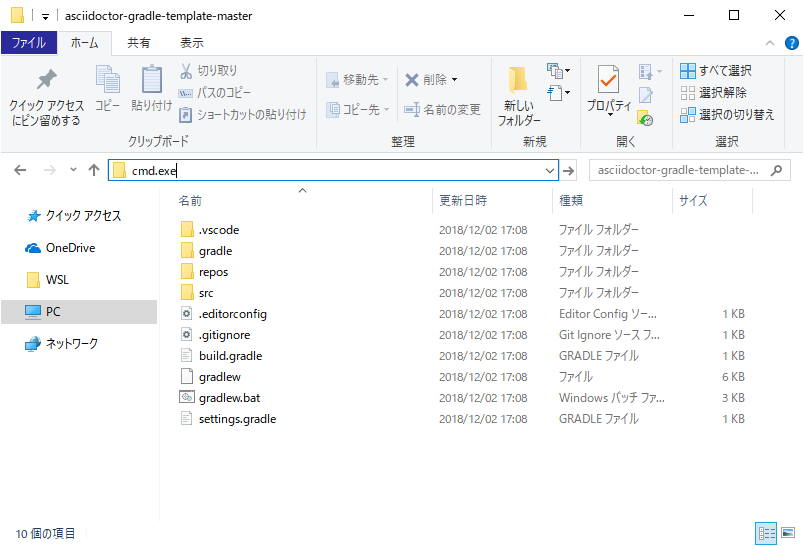 asciidoctor-gradle-template-master
ファイル ホーム 共有 表示
クイック アクセス
にピン留めする
コピー
貼り付け
切り取り
パスのコピー
ショートカットの貼り付け
クリップボード
移動先
コピー先
削除
名前の変更
整理
新しい
フォルダー
新規
プロパティ
開く
すべて選択
選択解除
選択の切り替え
選択
cmd.exe
asciidoctor-gradle-template-...
名前 更新日時 種類 サイズ
クイック アクセス
OneDrive
WSL
PC
ネットワーク
.vscode 2018/12/02 17:08 ファイル フォルダー
gradle 2018/12/02 17:08 ファイル フォルダー
repos 2018/12/02 17:08 ファイル フォルダー
src 2018/12/02 17:08 ファイル フォルダー
.editorconfig 2018/12/02 17:08 Editor Config ソー... 1 KB
.gitignore 2018/12/02 17:08 Git Ignore ソース フ... 1 KB
build.gradle 2018/12/02 17:08 GRADLE ファイル 1 KB
gradlew 2018/12/02 17:08 ファイル 6 KB
gradlew.bat 2018/12/02 17:08 Windows バッチ ファ... 3 KB
settings.gradle 2018/12/02 17:08 GRADLE ファイル 1 KB
10 個の項目